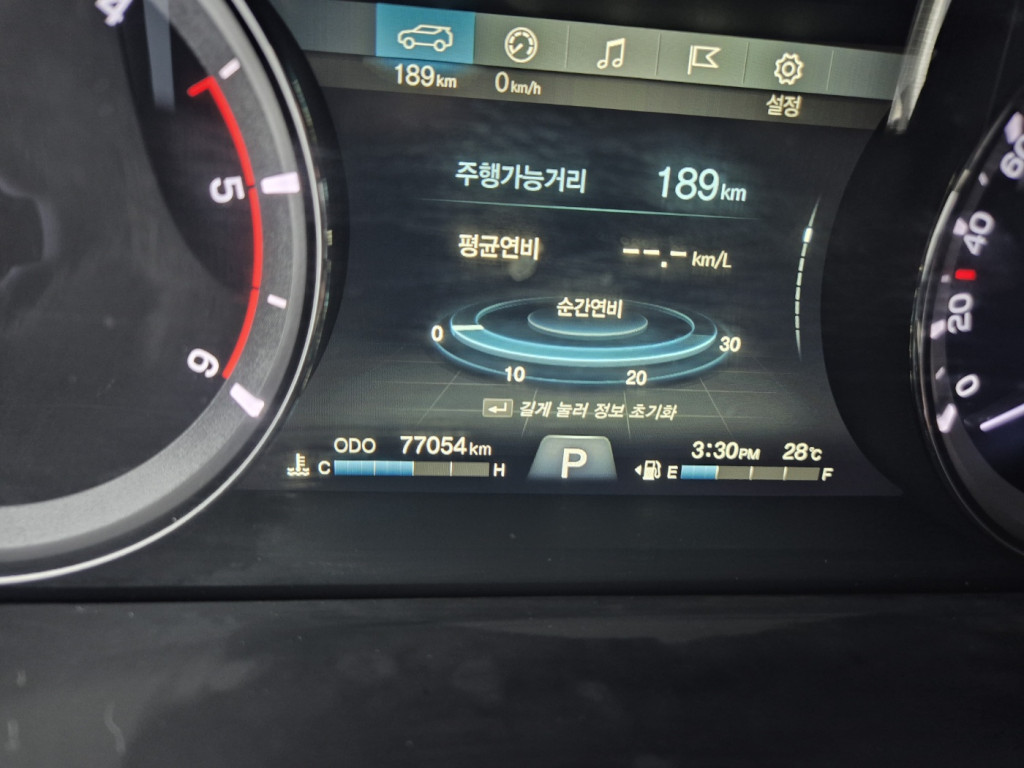 4
189km 0km/h
설정
주행가능거리 189km
5
60
40
평균연비 --.- km/L
순간연비
20
0 30
6 10 20
0
길게 눌러 정보 초기화
ODO 77054km P 3:30PM 28℃
C H E F